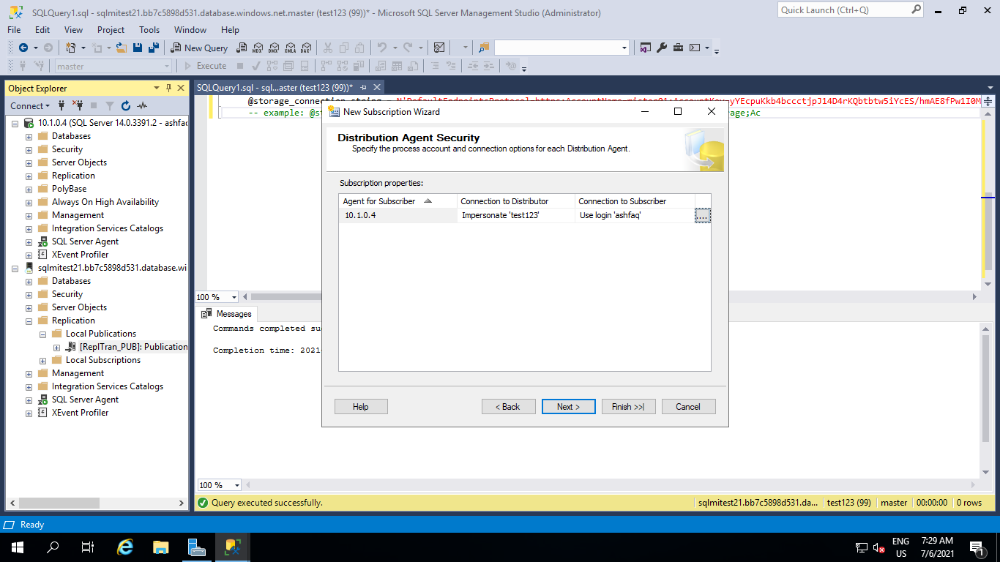 SQLQuery1.sql - sqlmitest21.bb7c5898d531.database.windows.net.master (test123 (99))* - Microsoft SQL Server Management Studio (Administrator)
Quick Launch (Ctrl+Q)
File Edit View Project Tools Window Help
New Query MDX DMX XMLA DAX
master Execute
Object Explorer
SQLQuery1.sql - sql...aster (test123 (99))*
Connect
10.1.0.4 (SQL Server 14.0.3391.2 - ashfaq
Databases
Security
Server Objects
Replication
PolyBase
Always On High Availability
Management
Integration Services Catalogs
SQL Server Agent
XEvent Profiler
sqlmitest21.bb7c5898d531.database.wi
Databases
Security
Server Objects
Replication
Local Publications
[ReplTran_PUB]: Publication
Local Subscriptions
Management
Integration Services Catalogs
SQL Server Agent
XEvent Profiler
@storage_connection_string
-- example: @st
rage;Ac
100 %
Messages
Commands completed su
Completion time: 2021-
100 %
New Subscription Wizard
Distribution Agent Security
Specify the process account and connection options for each Distribution Agent.
Subscription properties:
Agent for Subscriber Connection to Distributor Connection to Subscriber
10.1.0.4 Impersonate 'test123' Use login 'ashfaq' ....
Help < Back Next > Finish >>| Cancel
Query executed successfully. sqlmitest21.bb7c5898d531.da... test123 (99) master 00:00:00 0 rows
Ready
ENG
US
7:29 AM
7/6/2021
1